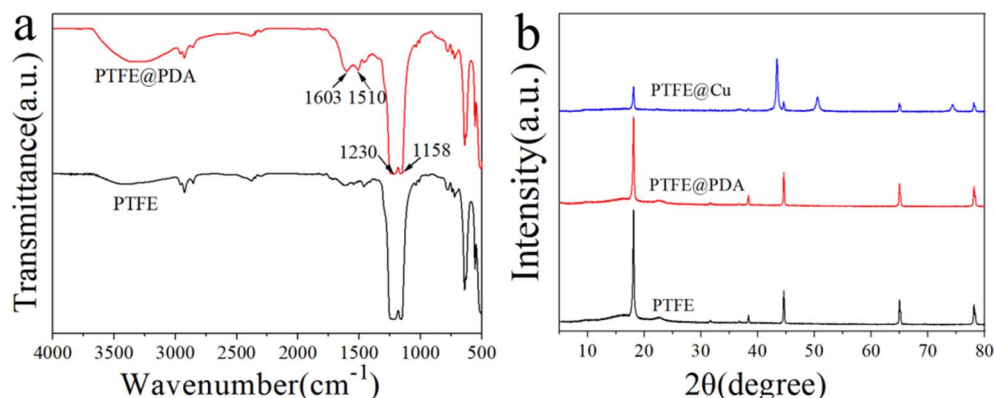 a
Transmittance(a.u.)
PTFE@PDA
1603 1510
1230 1158
PTFE
4000 3500 3000 2500 2000 1500 1000 500
Wavenumber(cm⁻¹)
b
Intensity(a.u.)
PTFE@Cu
PTFE@PDA
PTFE
10 20 30 40 50 60 70 80
2θ(degree)